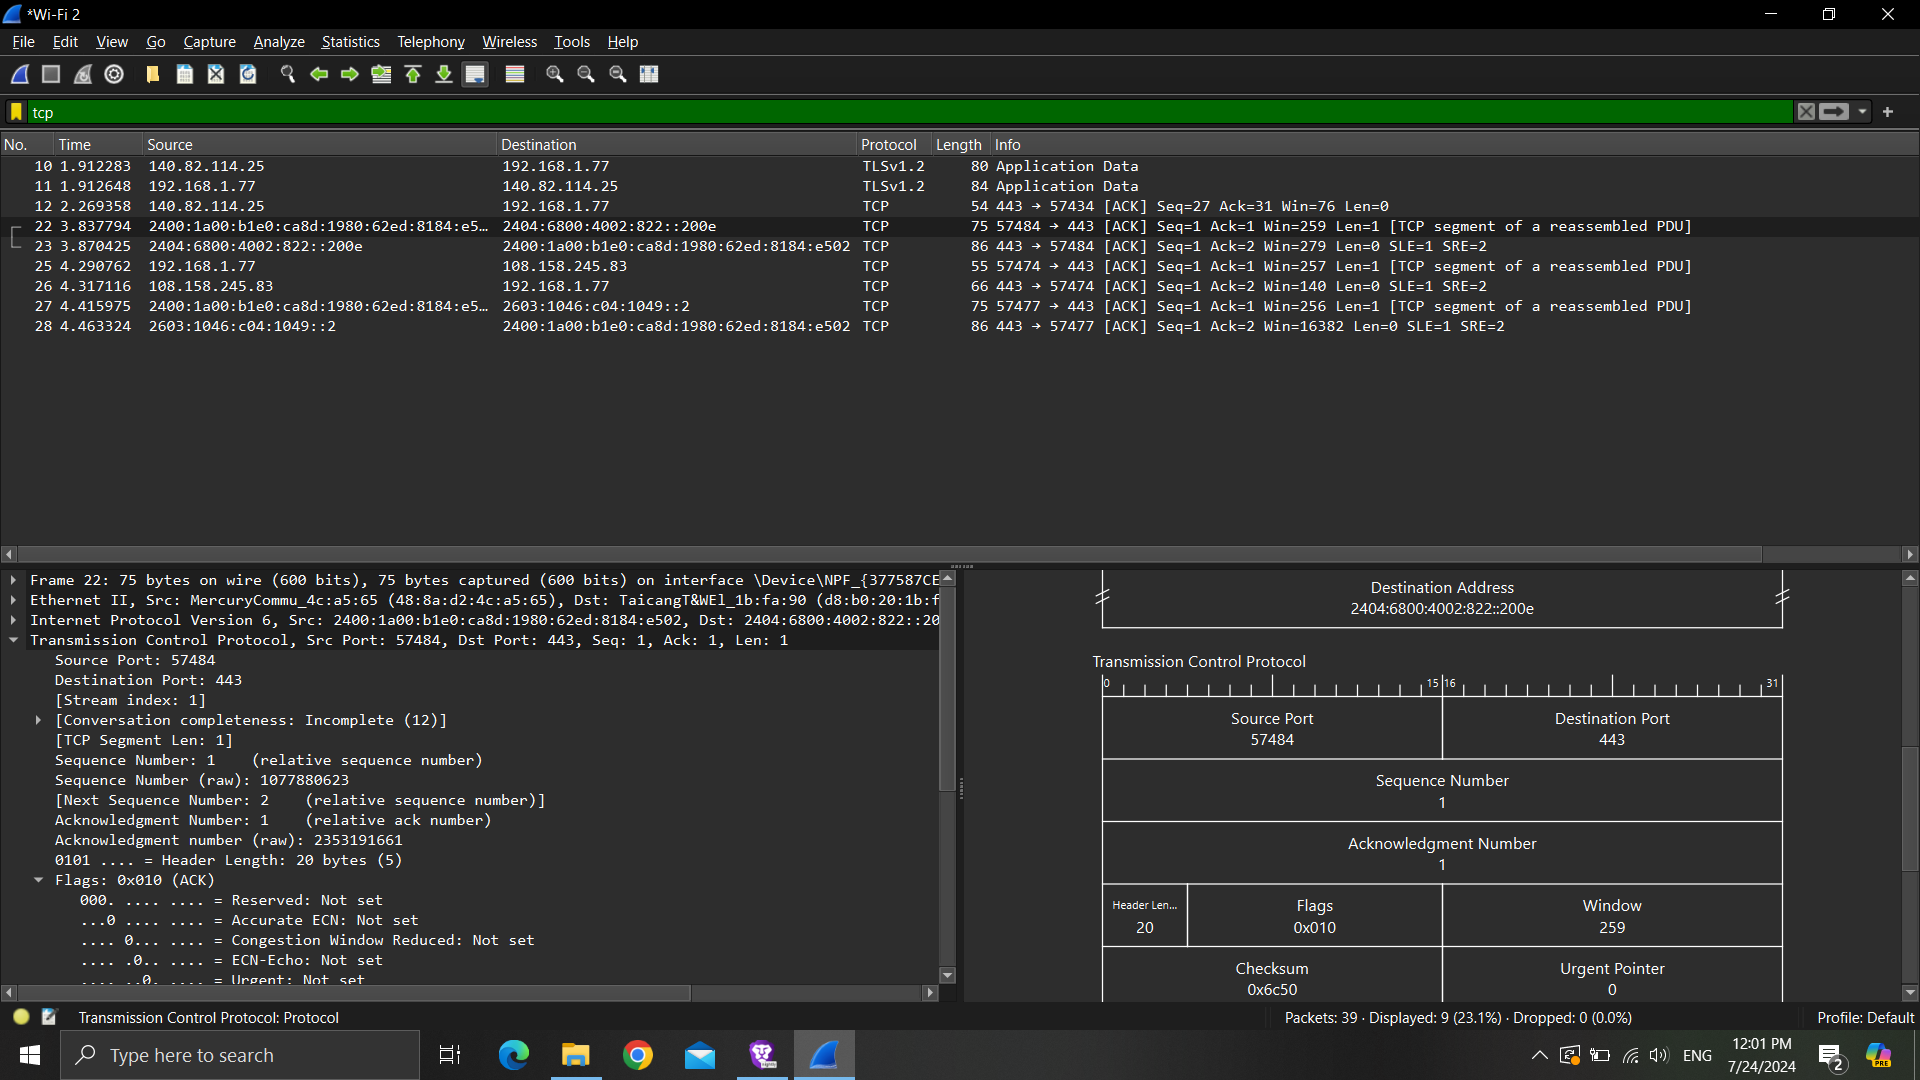 *Wi-Fi 2
File Edit View Go Capture Analyze Statistics Telephony Wireless Tools Help
tcp
No. Time Source Destination Protocol Length Info
10 1.912283 140.82.114.25 192.168.1.77 TLSv1.2 80 Application Data
11 1.912648 192.168.1.77 140.82.114.25 TLSv1.2 84 Application Data
12 2.269358 140.82.114.25 192.168.1.77 TCP 54 443 → 57434 [ACK] Seq=27 Ack=31 Win=76 Len=0
22 3.837794 2400:1a00:b1e0:ca8d:1980:62ed:8184:e5… 2404:6800:4002:822::200e TCP 75 57484 → 443 [ACK] Seq=1 Ack=1 Win=259 Len=1 [TCP segment of a reassembled PDU]
23 3.870425 2404:6800:4002:822::200e 2400:1a00:b1e0:ca8d:1980:62ed:8184:e502 TCP 86 443 → 57484 [ACK] Seq=1 Ack=2 Win=279 Len=0 SLE=1 SRE=2
25 4.290762 192.168.1.77 108.158.245.83 TCP 55 57474 → 443 [ACK] Seq=1 Ack=1 Win=257 Len=1 [TCP segment of a reassembled PDU]
26 4.317116 108.158.245.83 192.168.1.77 TCP 66 443 → 57474 [ACK] Seq=1 Ack=2 Win=140 Len=0 SLE=1 SRE=2
27 4.415975 2400:1a00:b1e0:ca8d:1980:62ed:8184:e5… 2603:1046:c04:1049::2 TCP 75 57477 → 443 [ACK] Seq=1 Ack=1 Win=256 Len=1 [TCP segment of a reassembled PDU]
28 4.463324 2603:1046:c04:1049::2 2400:1a00:b1e0:ca8d:1980:62ed:8184:e502 TCP 86 443 → 57477 [ACK] Seq=1 Ack=2 Win=16382 Len=0 SLE=1 SRE=2
Frame 22: 75 bytes on wire (600 bits), 75 bytes captured (600 bits) on interface \Device\NPF_{377587CE
Ethernet II, Src: MercuryCommu_4c:a5:65 (48:8a:d2:4c:a5:65), Dst: TaicangT&WEl_1b:fa:90 (d8:b0:20:1b:f
Internet Protocol Version 6, Src: 2400:1a00:b1e0:ca8d:1980:62ed:8184:e502, Dst: 2404:6800:4002:822::20
Transmission Control Protocol, Src Port: 57484, Dst Port: 443, Seq: 1, Ack: 1, Len: 1
Source Port: 57484
Destination Port: 443
[Stream index: 1]
[Conversation completeness: Incomplete (12)]
[TCP Segment Len: 1]
Sequence Number: 1 (relative sequence number)
Sequence Number (raw): 1077880623
[Next Sequence Number: 2 (relative sequence number)]
Acknowledgment Number: 1 (relative ack number)
Acknowledgment number (raw): 2353191661
0101 .... = Header Length: 20 bytes (5)
Flags: 0x010 (ACK)
000. .... .... = Reserved: Not set
...0 .... .... = Accurate ECN: Not set
.... 0... .... = Congestion Window Reduced: Not set
.... .0.. .... = ECN-Echo: Not set
.... ..0. .... = Urgent: Not set
Destination Address
2404:6800:4002:822::200e
Transmission Control Protocol
0 15 16 31
Source Port Destination Port
57484 443
Sequence Number
1
Acknowledgment Number
1
Header Len... Flags Window
20 0x010 259
Checksum Urgent Pointer
0x6c50 0
Transmission Control Protocol: Protocol
Packets: 39 · Displayed: 9 (23.1%) · Dropped: 0 (0.0%)
Profile: Default
Type here to search
ENG
12:01 PM
7/24/2024
2
PRE